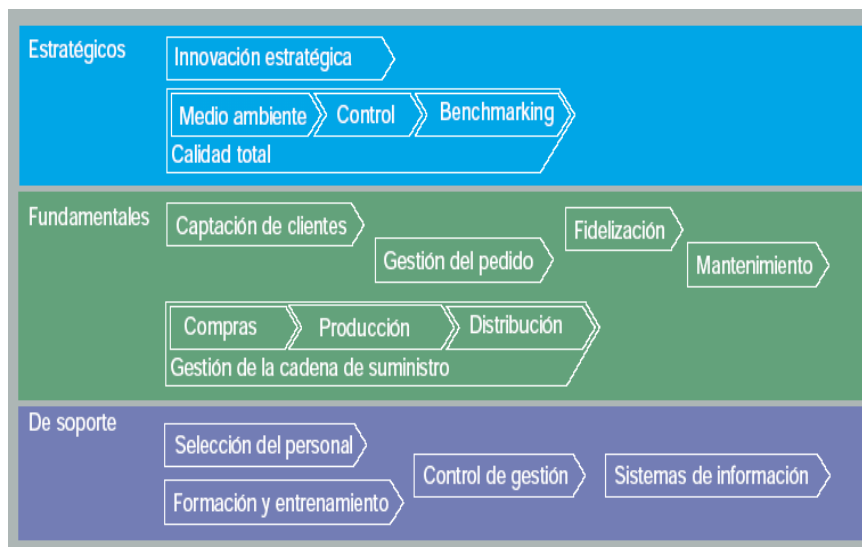 Estratégicos
Innovación estratégica
Medio ambiente
Control
Benchmarking
Calidad total
Fundamentales
Captación de clientes
Gestión del pedido
Fidelización
Mantenimiento
Compras
Producción
Distribución
Gestión de la cadena de suministro
De soporte
Selección del personal
Formación y entrenamiento
Control de gestión
Sistemas de información